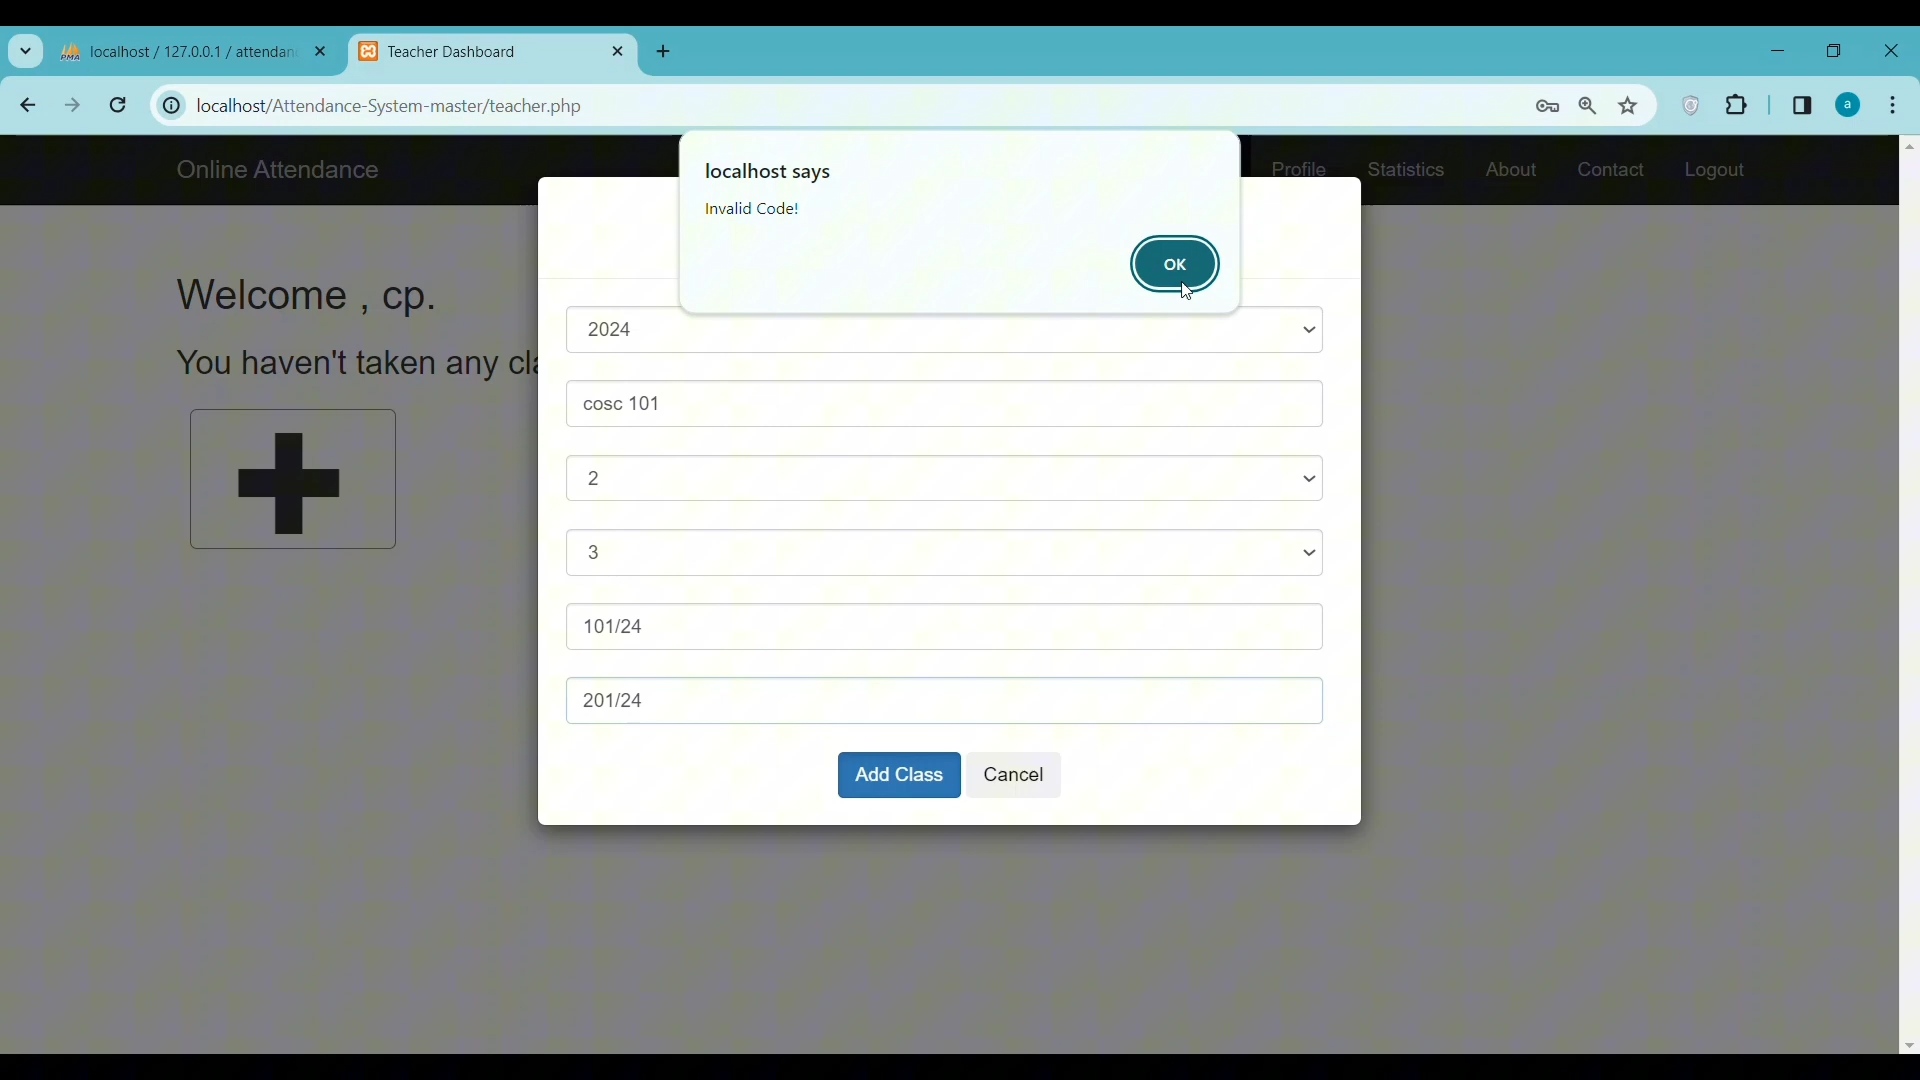 localhost / 127.0.0.1 / attendan
Teacher Dashboard
localhost/Attendance-System-master/teacher.php
a
Online Attendance
Profile
Statistics
About
Contact
Logout
localhost says
Invalid Code!
OK
Welcome , cp.
You haven't taken any cla
2024
cosc 101
2
3
101/24
201/24
Add Class
Cancel